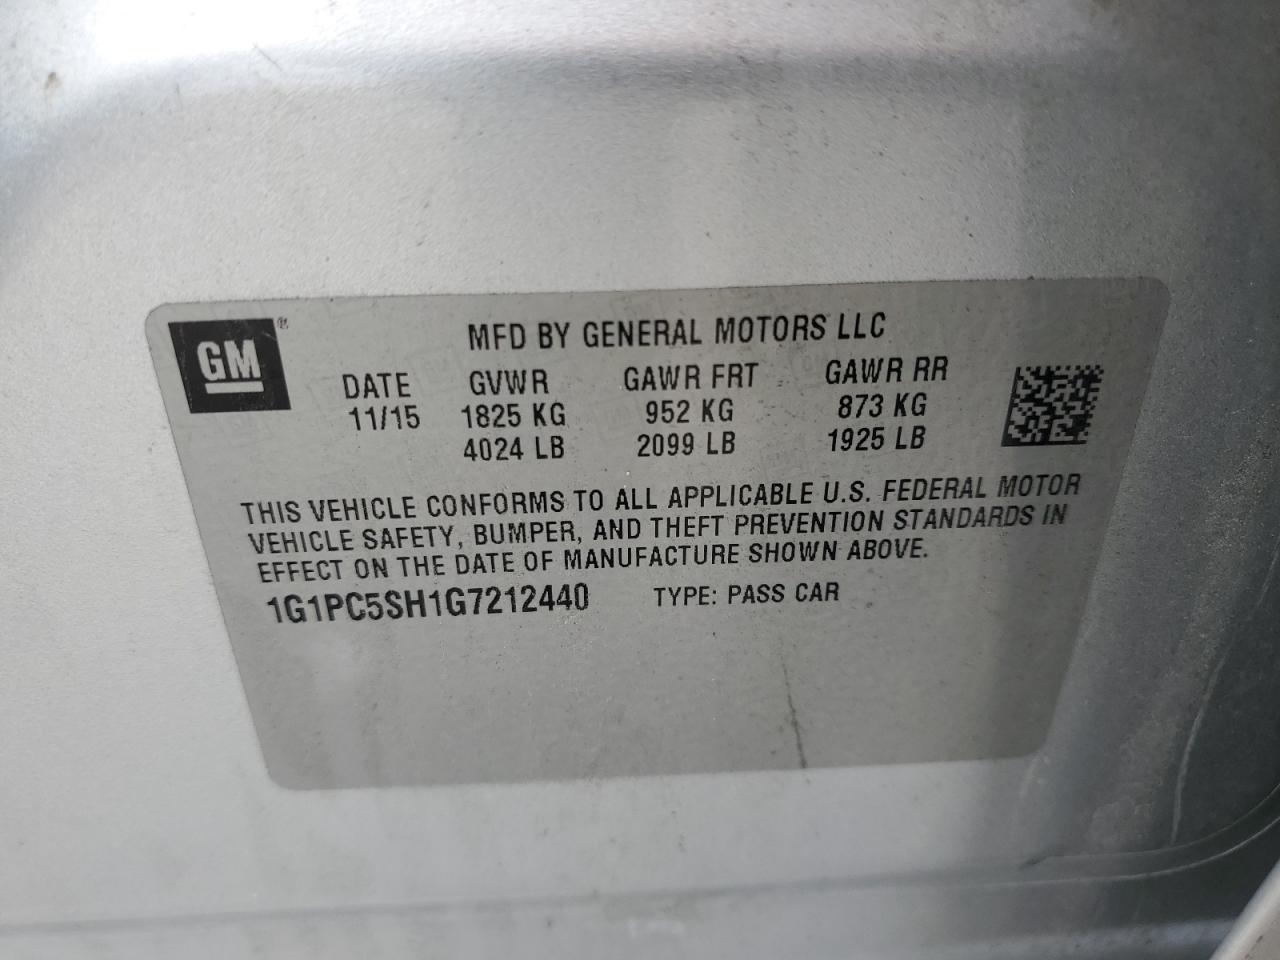 GM®
MFD BY GENERAL MOTORS LLC
DATE GVWR GAWR FRT GAWR RR
11/15 1825 KG 952 KG 873 KG
4024 LB 2099 LB 1925 LB
THIS VEHICLE CONFORMS TO ALL APPLICABLE U.S. FEDERAL MOTOR
VEHICLE SAFETY, BUMPER, AND THEFT PREVENTION STANDARDS IN
EFFECT ON THE DATE OF MANUFACTURE SHOWN ABOVE.
1G1PC5SH1G7212440 TYPE: PASS CAR